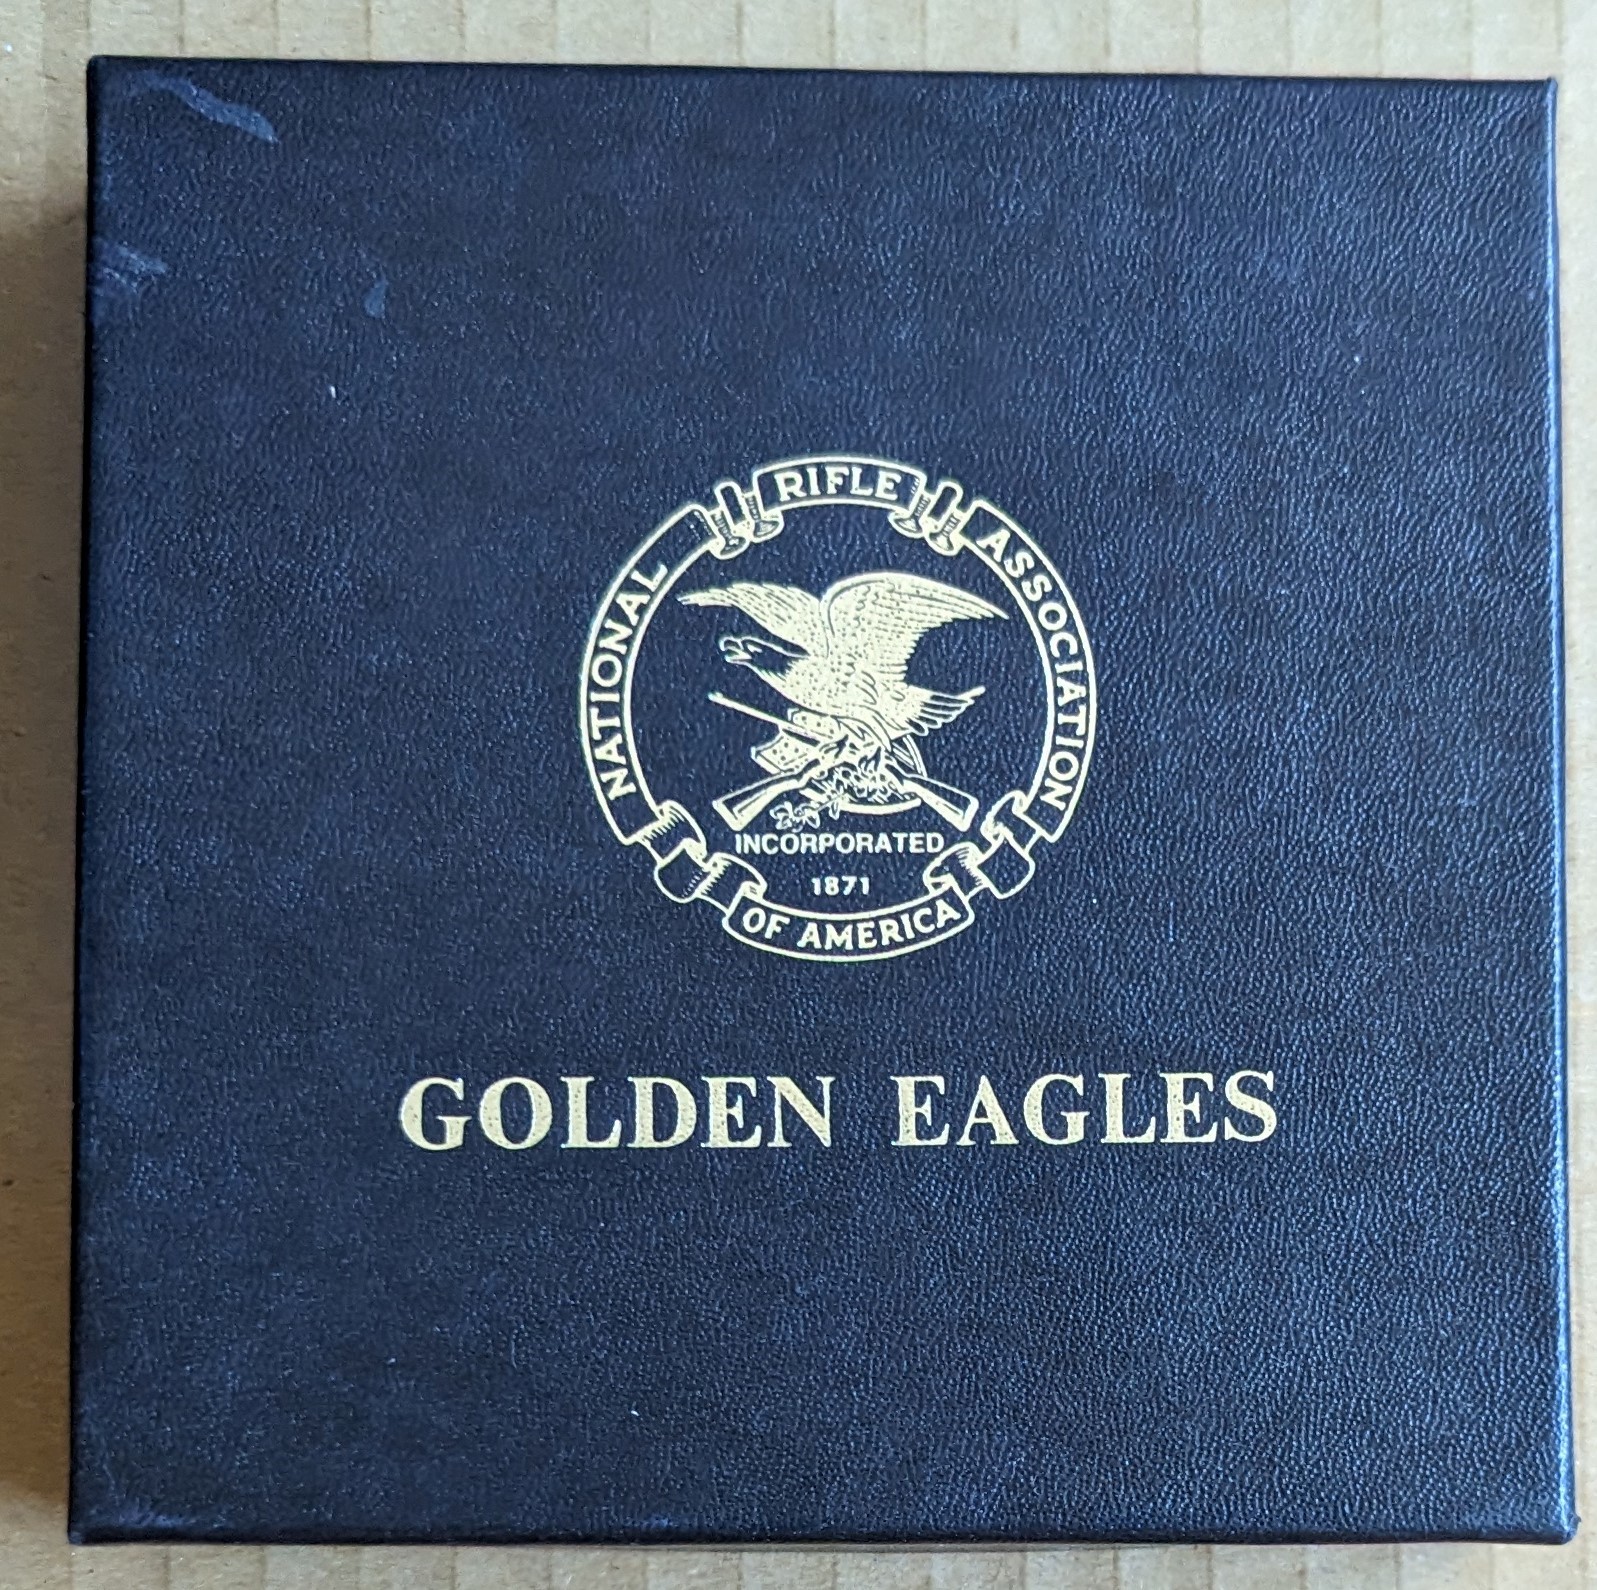 NATIONAL RIFLE ASSOCIATION
INCORPORATED
1871
OF AMERICA
GOLDEN EAGLES